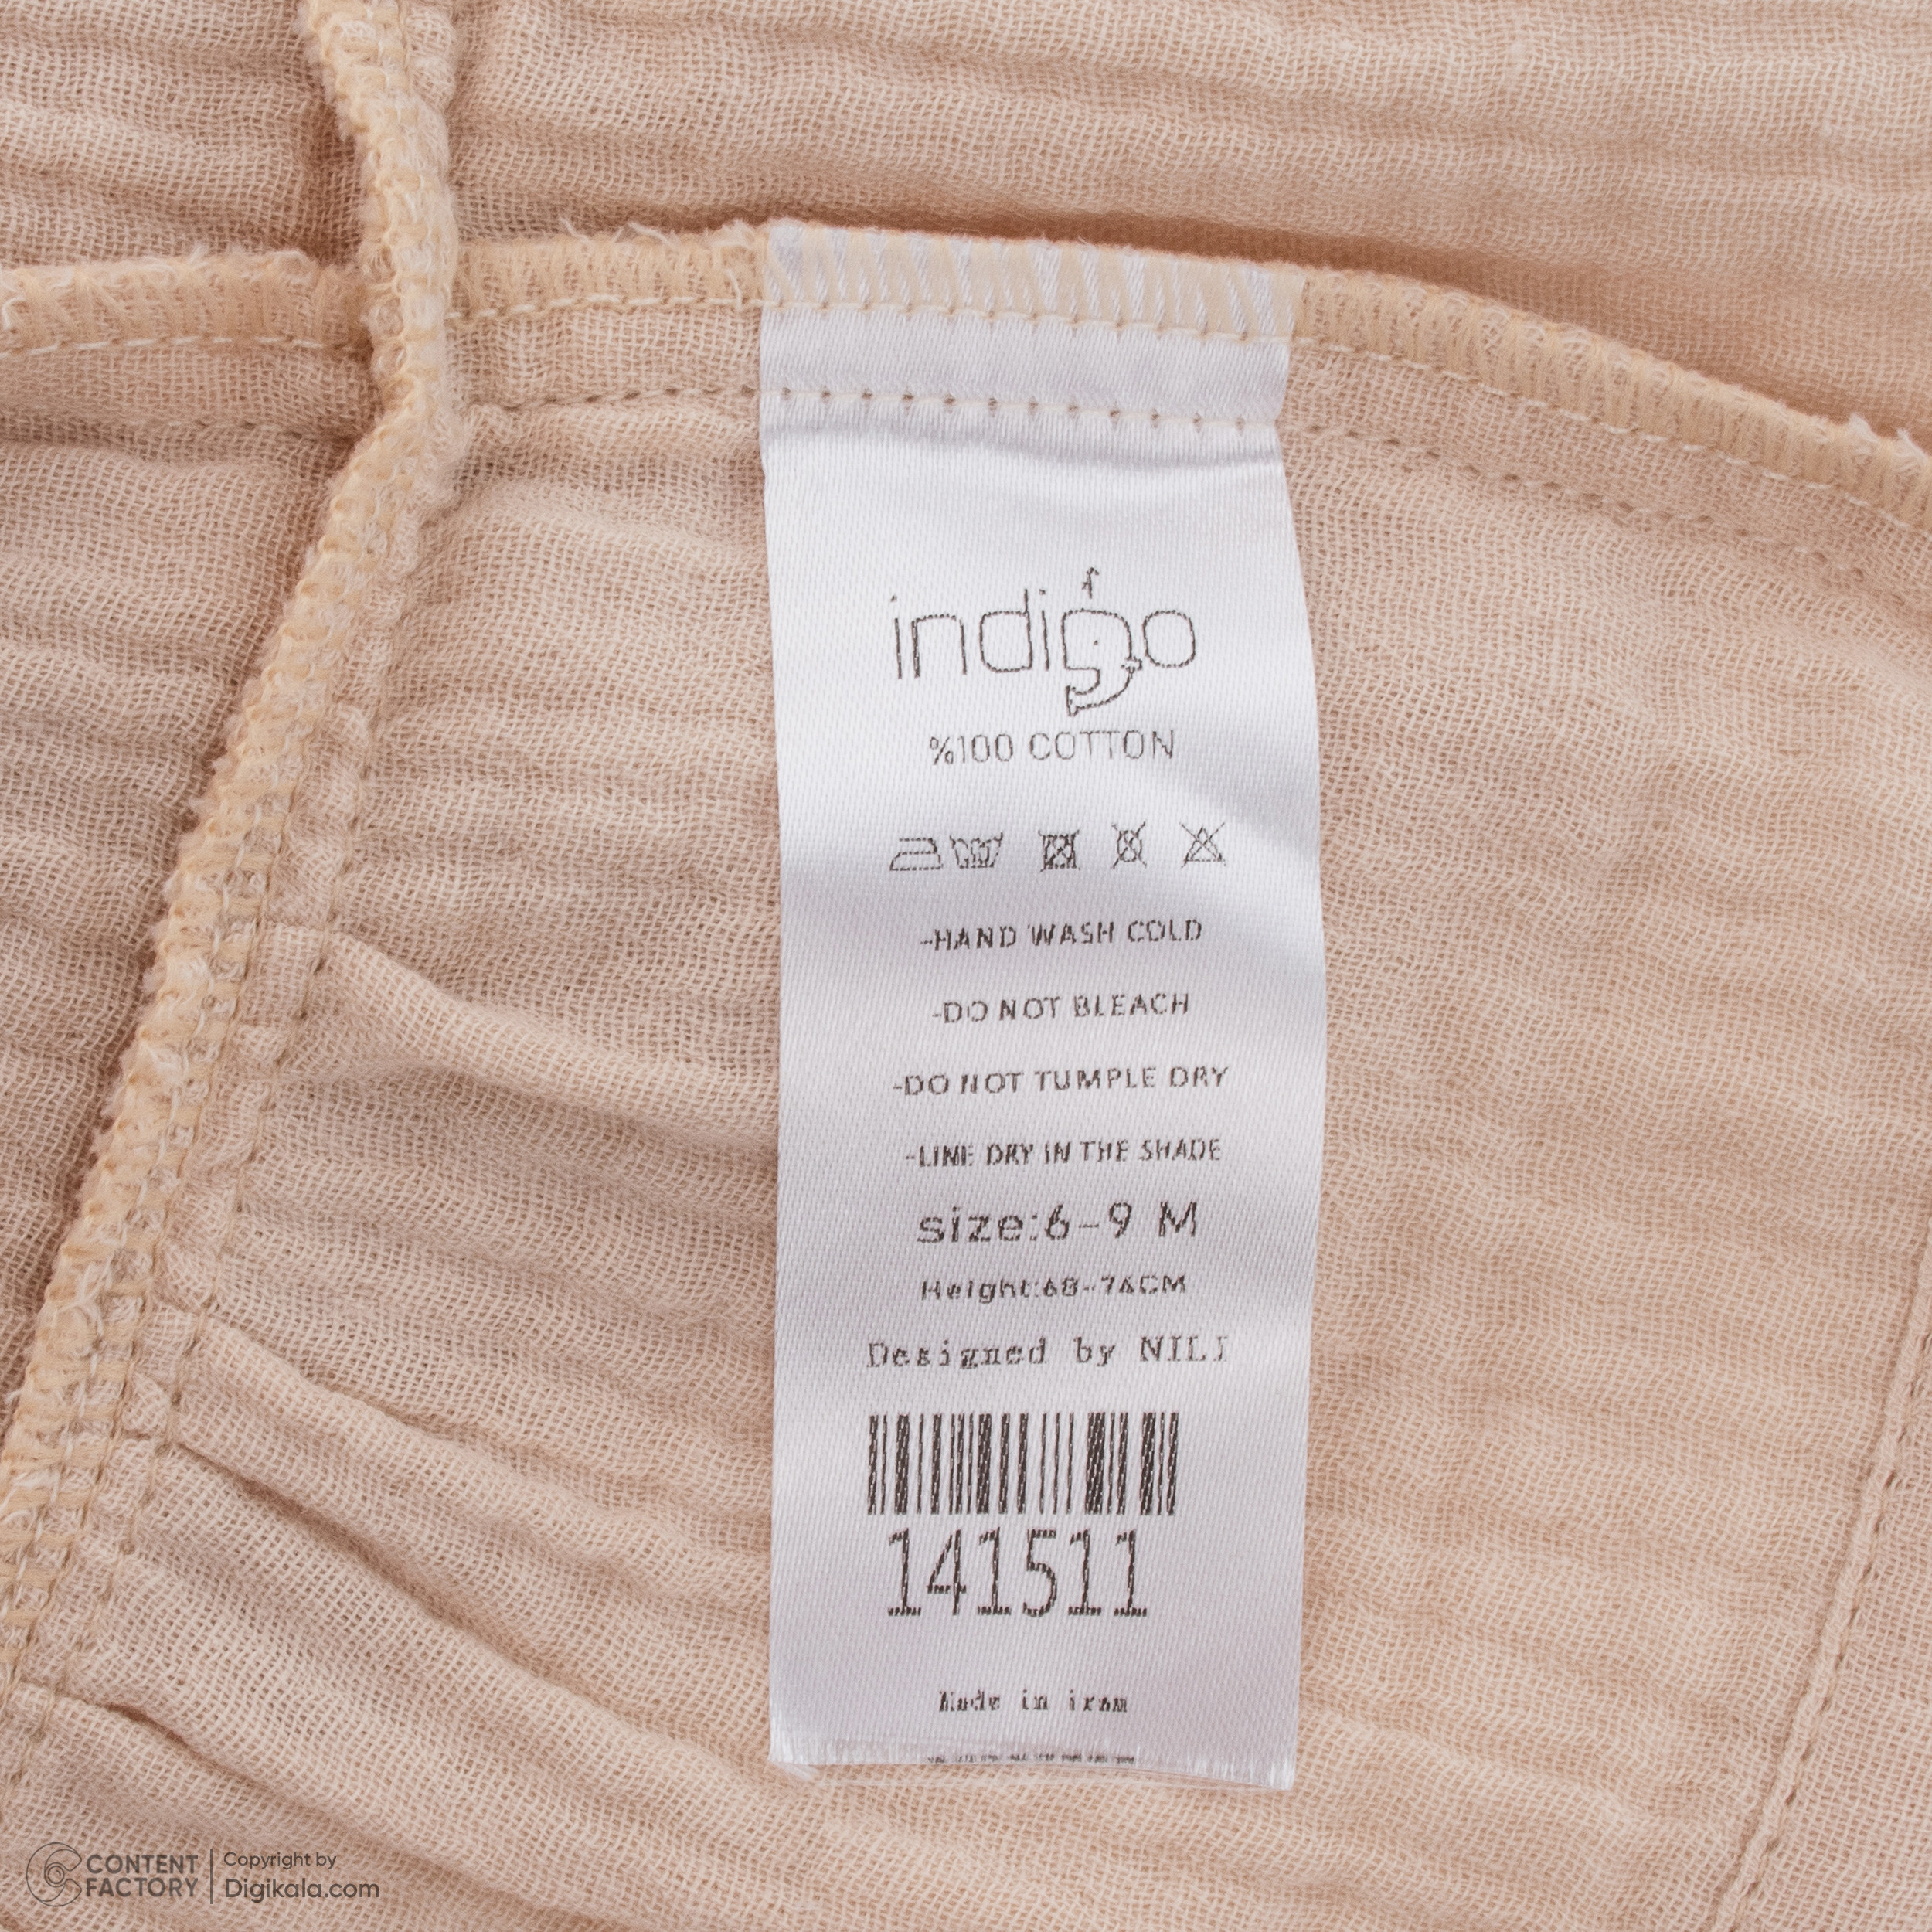 indigo
%100 COTTON
-HAND WASH COLD
-DO NOT BLEACH
-DO NOT TUMPLE DRY
-LINE DRY IN THE SHADE
size:6-9 M
Height:68-74CM
Designed by NILI
141511
Made in iran
CONTENT FACTORY
Copyright by
Digikala.com